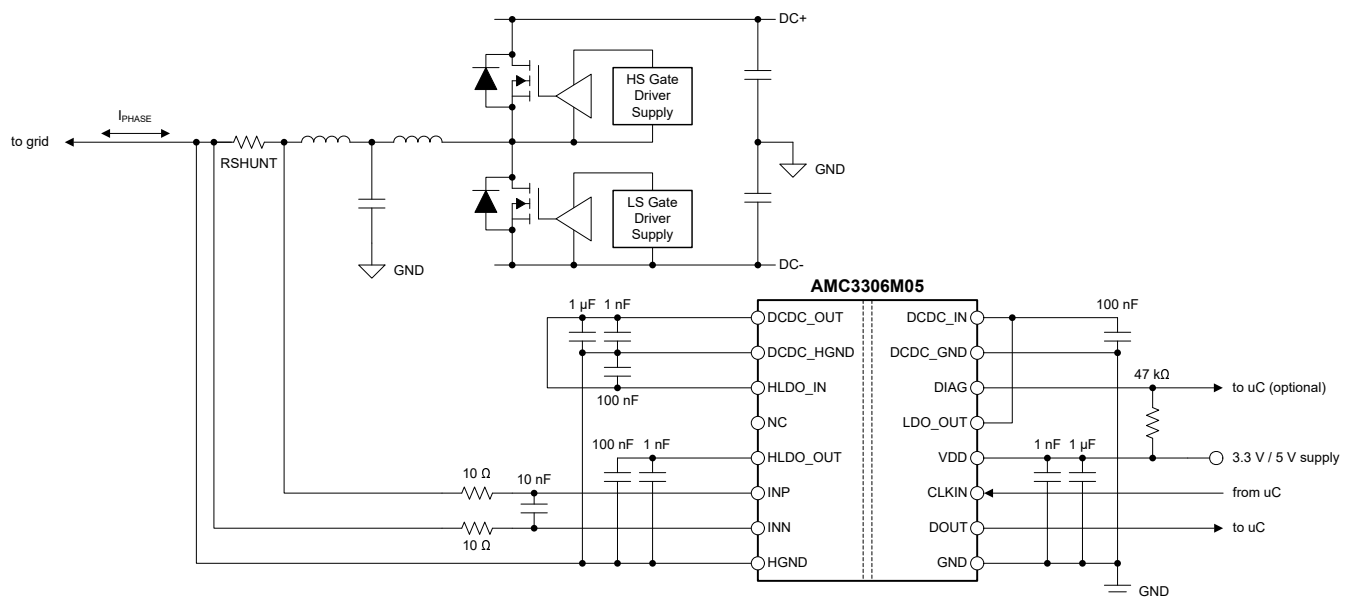 DC+
HS Gate
Driver
Supply
I_PHASE
to grid
RSHUNT
GND
LS Gate
Driver
Supply
GND
DC-
AMC3306M05
1 µF 1 nF
100 nF
DCDC_OUT
DCDC_IN
DCDC_HGND
DCDC_GND
47 kΩ
HLDO_IN
DIAG
to uC (optional)
100 nF
NC
LDO_OUT
100 nF 1 nF
1 nF 1 µF
HLDO_OUT
VDD
3.3 V / 5 V supply
10 Ω
10 nF
INP
CLKIN
from uC
INN
DOUT
to uC
10 Ω
HGND
GND
GND